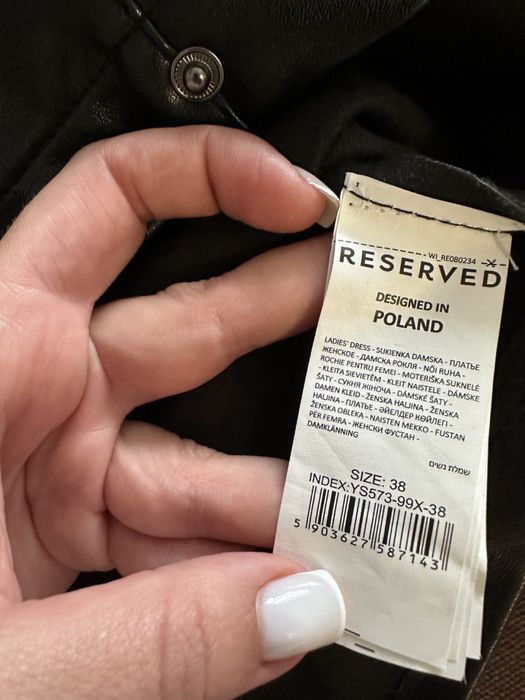 WI_RE080234
RESERVED
DESIGNED IN
POLAND
LADIES' DRESS - SUKIENKA DAMSKA - ПЛАТЬЕ
ЖЕНСКОЕ - ДАМСКА РОКЛЯ - NŐI RUHA -
ROCHIE PENTRU FEMEI - MOTERIŠKA SUKNELĖ
- KLEITA SIEVIETĒM - KLEIT NAISTELE - DÁMSKE
ŠATY - СУКНЯ ЖІНОЧА - DÁMSKÉ ŠATY -
DAMEN KLEID - ŽENSKA HALJINA - ŽENSKA
HALJINA - ПЛАТЬЕ - ӘЙЕЛДЕР КӨЙЛЕГІ -
ŽENSKA OBLEKA - NAISTEN MEKKO - FUSTAN
PËR FEMRA - ЖЕНСКИ ФУСТАН -
DAMKLÄNNING
שמלת נשים
SIZE: 38
INDEX:YS573-99X-38
5 903627 587143